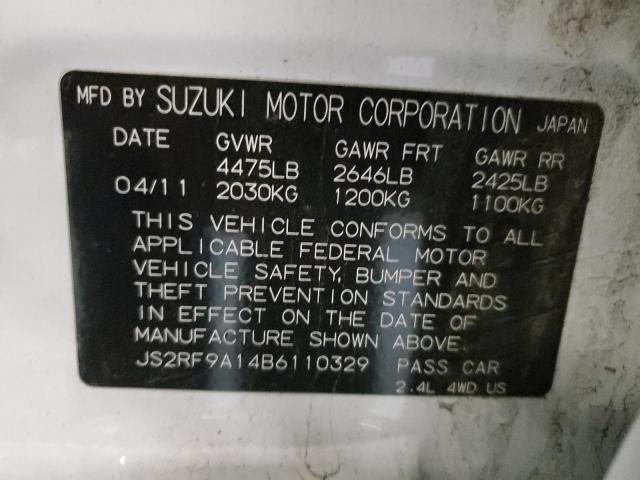 MFD BY SUZUKI MOTOR CORPORATION JAPAN
DATE GVWR GAWR FRT GAWR RR
4475LB 2646LB 2425LB
04/11 2030KG 1200KG 1100KG
THIS VEHICLE CONFORMS TO ALL
APPLICABLE FEDERAL MOTOR
VEHICLE SAFETY, BUMPER AND
THEFT PREVENTION STANDARDS
IN EFFECT ON THE DATE OF
MANUFACTURE SHOWN ABOVE.
JS2RF9A14B6110329 PASS CAR
2.4L 4WD US